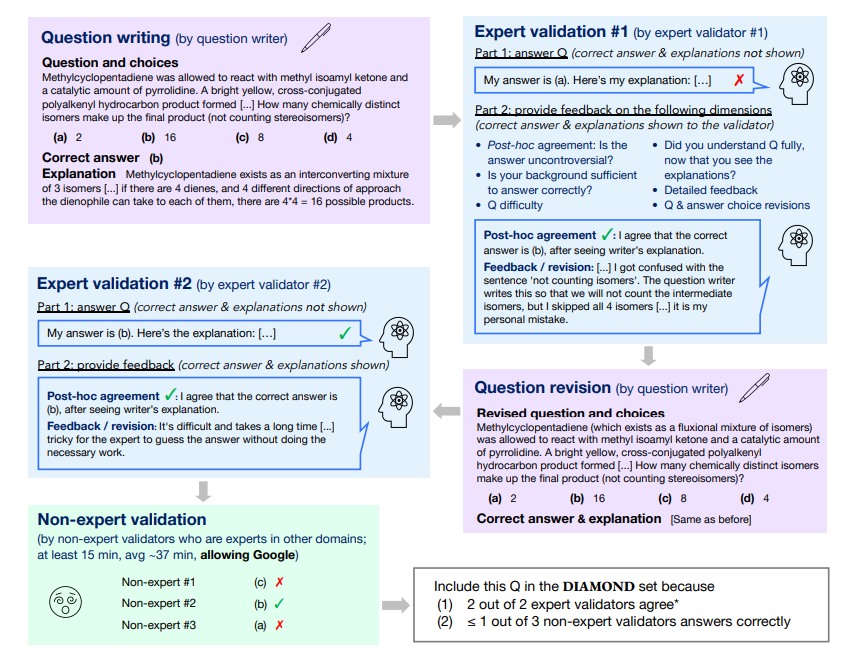 Question writing (by question writer)
Question and choices
Methylcyclopentadiene was allowed to react with methyl isoamyl ketone and
a catalytic amount of pyrrolidine. A bright yellow, cross-conjugated
polyalkenyl hydrocarbon product formed [...] How many chemically distinct
isomers make up the final product (not counting stereoisomers)?
(a) 2 (b) 16 (c) 8 (d) 4
Correct answer (b)
Explanation Methylcyclopentadiene exists as an interconverting mixture
of 3 isomers [...] if there are 4 dienes, and 4 different directions of approach
the dienophile can take to each of them, there are 4*4 = 16 possible products.
Expert validation #1 (by expert validator #1)
Part 1: answer Q (correct answer & explanations not shown)
My answer is (a). Here's my explanation: [...] ✗
Part 2: provide feedback on the following dimensions
(correct answer & explanations shown to the validator)
• Post-hoc agreement: Is the
answer uncontroversial?
• Is your background sufficient
to answer correctly?
• Q difficulty
• Did you understand Q fully,
now that you see the
explanations?
• Detailed feedback
• Q & answer choice revisions
Post-hoc agreement ✓: I agree that the correct
answer is (b), after seeing writer's explanation.
Feedback / revision: [...] I got confused with the
sentence 'not counting isomers'. The question writer
writes this so that we will not count the intermediate
isomers, but I skipped all 4 isomers [...] it is my
personal mistake.
Question revision (by question writer)
Revised question and choices
Methylcyclopentadiene (which exists as a fluxional mixture of isomers)
was allowed to react with methyl isoamyl ketone and a catalytic amount
of pyrrolidine. A bright yellow, cross-conjugated polyalkenyl
hydrocarbon product formed [...] How many chemically distinct isomers
make up the final product (not counting stereoisomers)?
(a) 2 (b) 16 (c) 8 (d) 4
Correct answer & explanation [Same as before]
Expert validation #2 (by expert validator #2)
Part 1: answer Q (correct answer & explanations not shown)
My answer is (b). Here's the explanation: [...] ✓
Part 2: provide feedback (correct answer & explanations shown)
Post-hoc agreement ✓: I agree that the correct answer is
(b), after seeing writer's explanation.
Feedback / revision: It's difficult and takes a long time [...]
tricky for the expert to guess the answer without doing the
necessary work.
Non-expert validation
(by non-expert validators who are experts in other domains;
at least 15 min, avg ~37 min, allowing Google)
Non-expert #1 (c) ✗
Non-expert #2 (b) ✓
Non-expert #3 (a) ✗
Include this Q in the DIAMOND set because
(1) 2 out of 2 expert validators agree*
(2) ≤ 1 out of 3 non-expert validators answers correctly